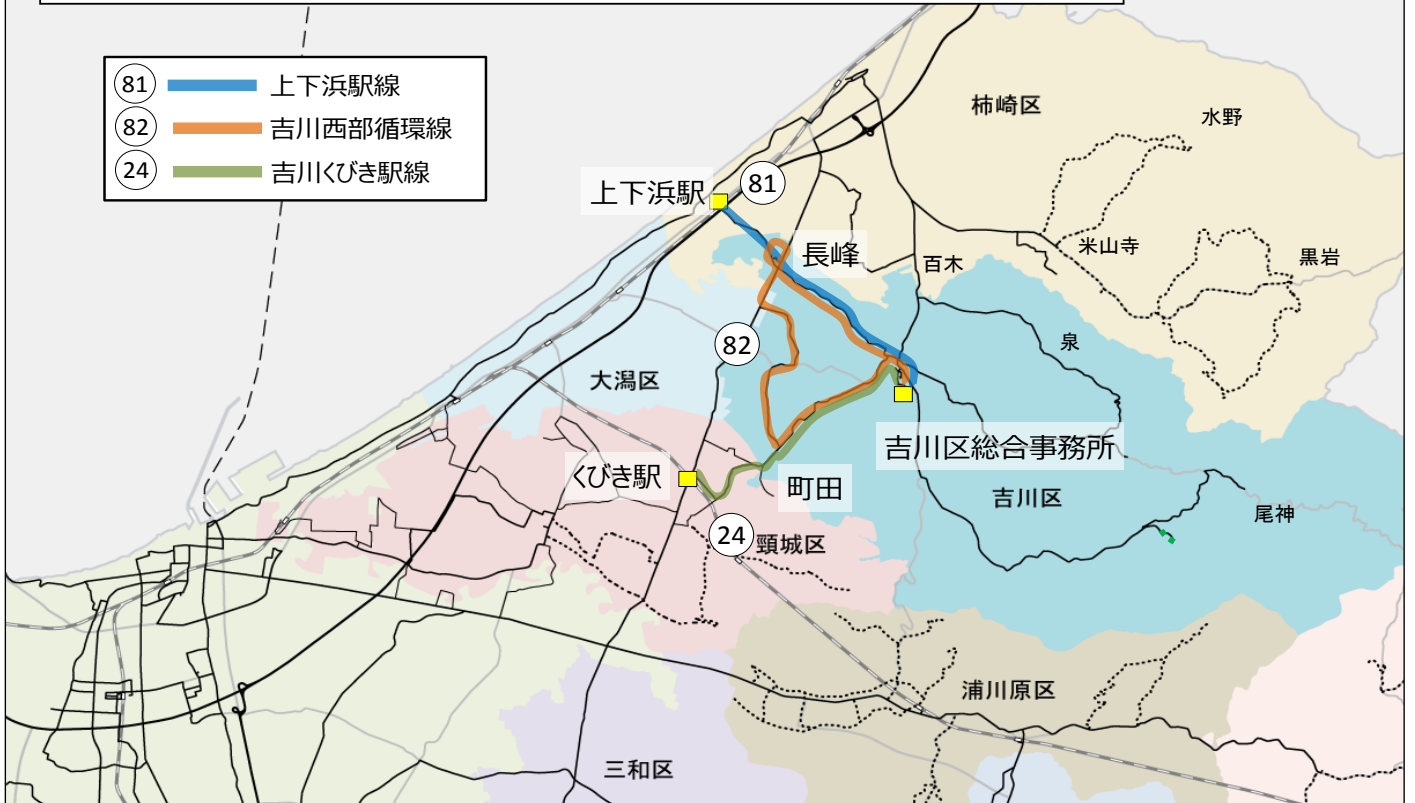 81 上下浜駅線
82 吉川西部循環線
24 吉川くびき駅線
柿崎区
水野
上下浜駅
81
長峰
百木
米山寺
黒岩
82
泉
大潟区
吉川区総合事務所
くびき駅
町田
吉川区
尾神
24
頸城区
浦川原区
三和区